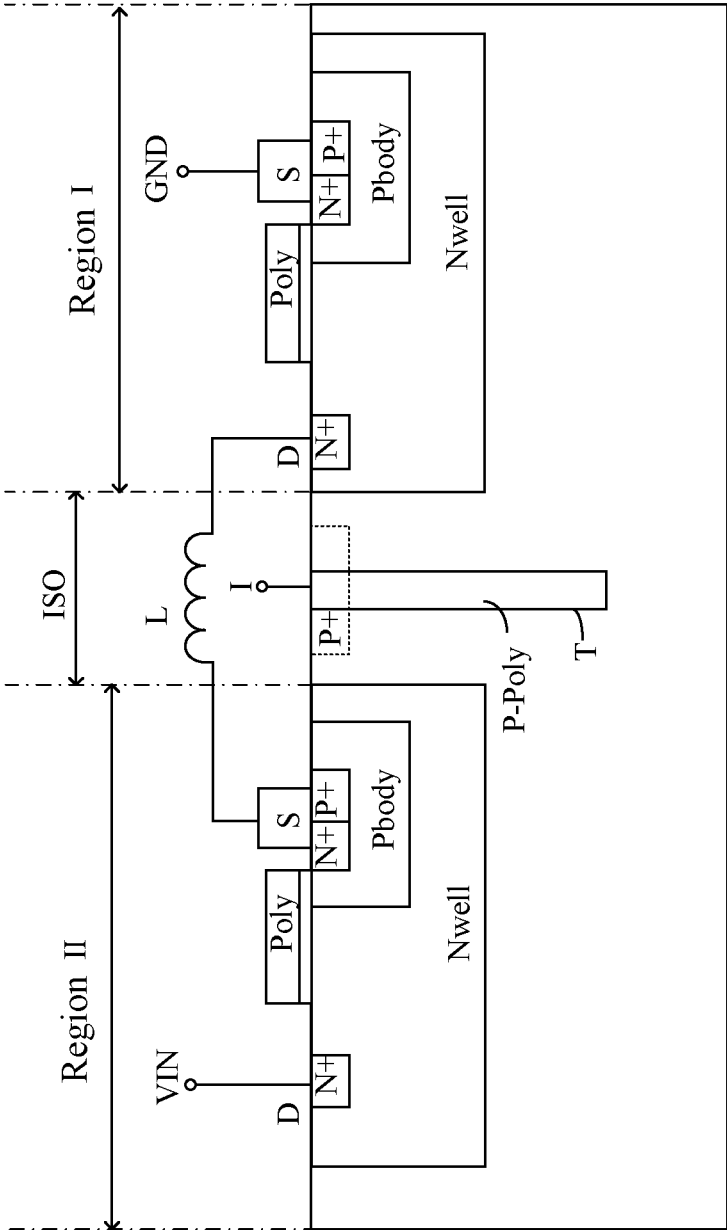 Region II
ISO
Region I
VIN
L
I
GND
D
Poly
S
D
Poly
S
N+
N+
P+
P+
N+
N+
P+
Pbody
Pbody
Nwell
Nwell
P-Poly
T